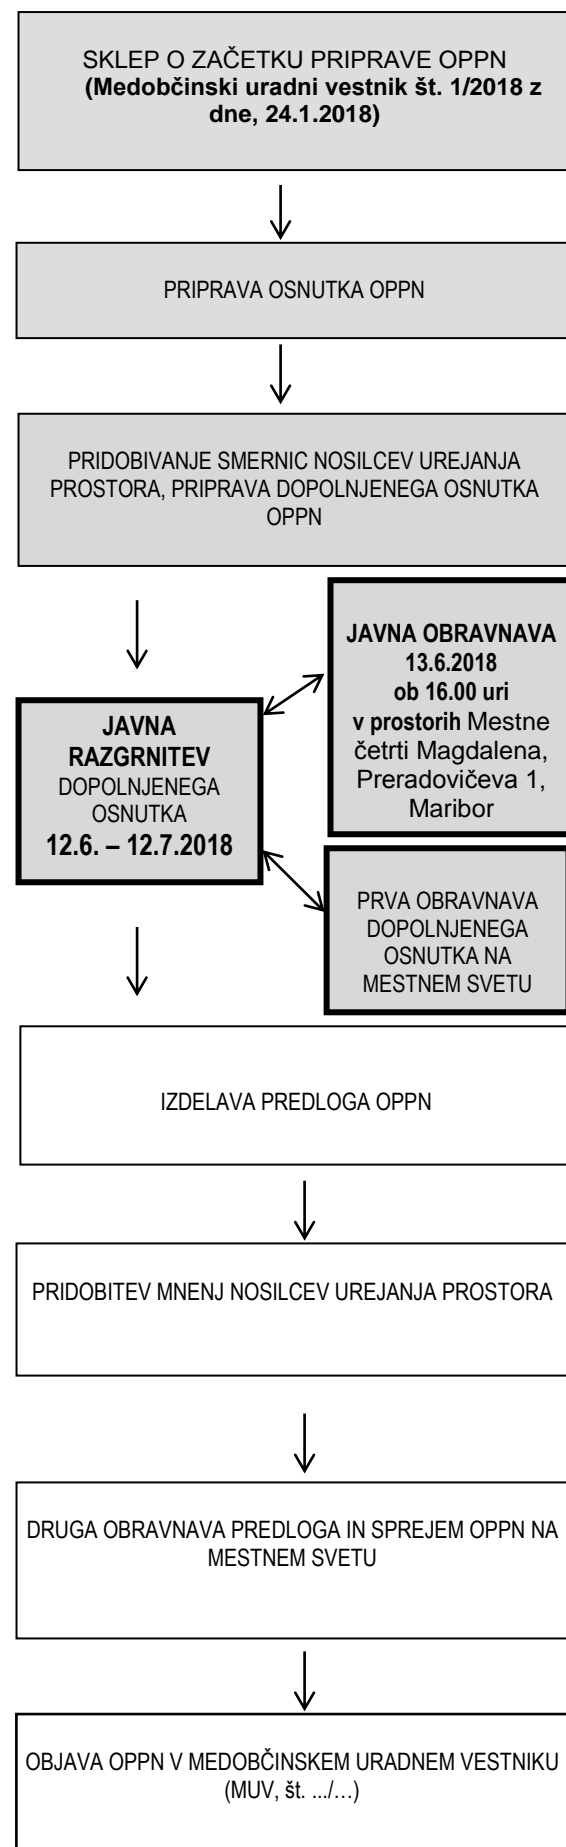 SKLEP O ZAČETKU PRIPRAVE OPPN
(Medobčinski uradni vestnik št. 1/2018 z
dne, 24.1.2018)
PRIPRAVA OSNUTKA OPPN
PRIDOBIVANJE SMERNIC NOSILCEV UREJANJA
PROSTORA, PRIPRAVA DOPOLNJENEGA OSNUTKA
OPPN
JAVNA OBRAVNAVA
13.6.2018
ob 16.00 uri
v prostorih Mestne
četrti Magdalena,
Preradovičeva 1,
Maribor
JAVNA
RAZGRNITEV
DOPOLNJENEGA
OSNUTKA
12.6. – 12.7.2018
PRVA OBRAVNAVA
DOPOLNJENEGA
OSNUTKA NA
MESTNEM SVETU
IZDELAVA PREDLOGA OPPN
PRIDOBITEV MNENJ NOSILCEV UREJANJA PROSTORA
DRUGA OBRAVNAVA PREDLOGA IN SPREJEM OPPN NA
MESTNEM SVETU
OBJAVA OPPN V MEDOBČINSKEM URADNEM VESTNIKU
(MUV, št. .../…)